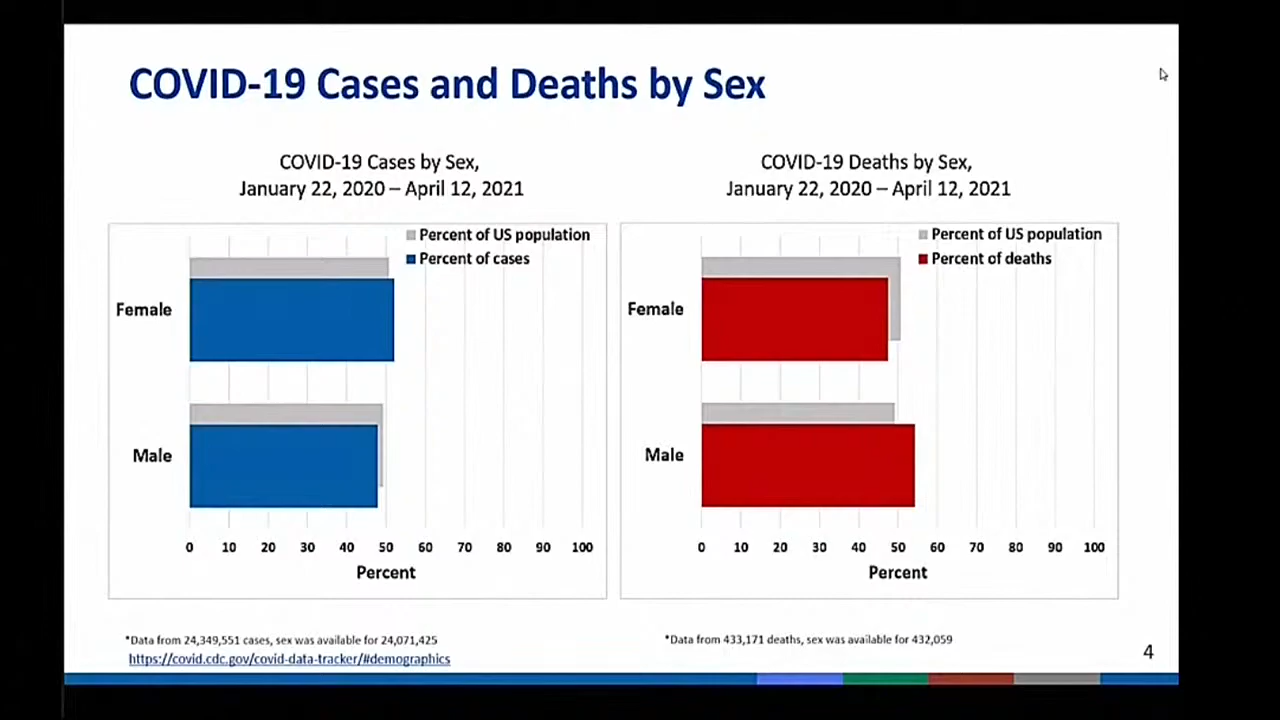 COVID-19 Cases and Deaths by Sex
COVID-19 Cases by Sex,
January 22, 2020 – April 12, 2021
Percent of US population
Percent of cases
Female
Male
0 10 20 30 40 50 60 70 80 90 100
Percent
*Data from 24,349,551 cases, sex was available for 24,071,425
https://covid.cdc.gov/covid-data-tracker/#demographics
COVID-19 Deaths by Sex,
January 22, 2020 – April 12, 2021
Percent of US population
Percent of deaths
Female
Male
0 10 20 30 40 50 60 70 80 90 100
Percent
*Data from 433,171 deaths, sex was available for 432,059
4